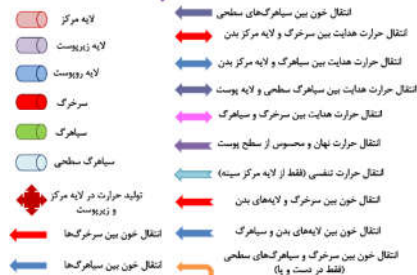 انتقال خون بین سیاهرگ‌های سطحی
انتقال حرارت هدایت بین سرخرگ و لایه مرکز بدن
انتقال حرارت هدایت بین سیاهرگ و لایه مرکز بدن
انتقال حرارت هدایت بین سیاهرگ سطحی و لایه پوست
انتقال حرارت هدایت بین سرخرگ و سیاهرگ
انتقال حرارت نهان و محسوس از سطح پوست
انتقال حرارت تنفسی (فقط از لایه مرکز سینه)
انتقال خون بین سرخرگ و لایه‌های بدن
انتقال خون بین لایه‌های بدن و سیاهرگ
انتقال خون بین سرخرگ و سیاهرگ‌های سطحی
(فقط در دست و پا)
لایه مرکز
لایه زیرپوست
لایه روپوست
سرخرگ
سیاهرگ
سیاهرگ سطحی
تولید حرارت در لایه مرکز
و زیرپوست
انتقال خون بین سرخرگ‌ها
انتقال خون بین سیاهرگ‌ها